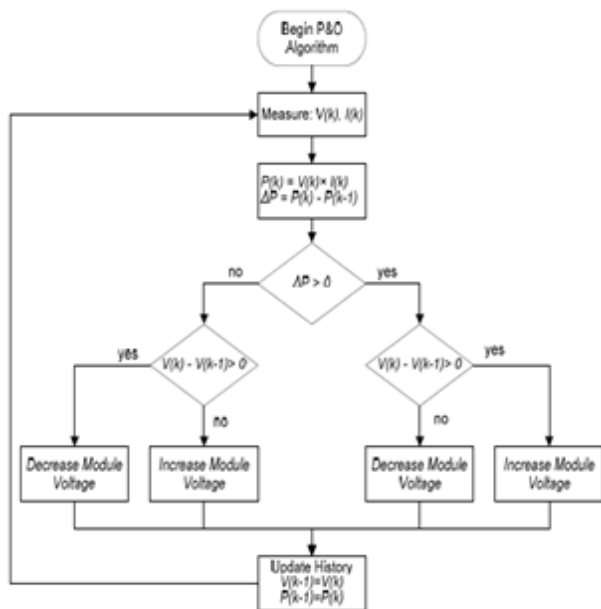 Begin P&O
Algorithm
Measure: V(k), I(k)
P(k) = V(k)× I(k)
ΔP = P(k) - P(k-1)
no
ΔP > 0
yes
yes
V(k) - V(k-1)> 0
V(k) - V(k-1)> 0
yes
no
no
Decrease Module
Voltage
Increase Module
Voltage
Decrease Module
Voltage
Increase Module
Voltage
Update History
V(k-1)=V(k)
P(k-1)=P(k)